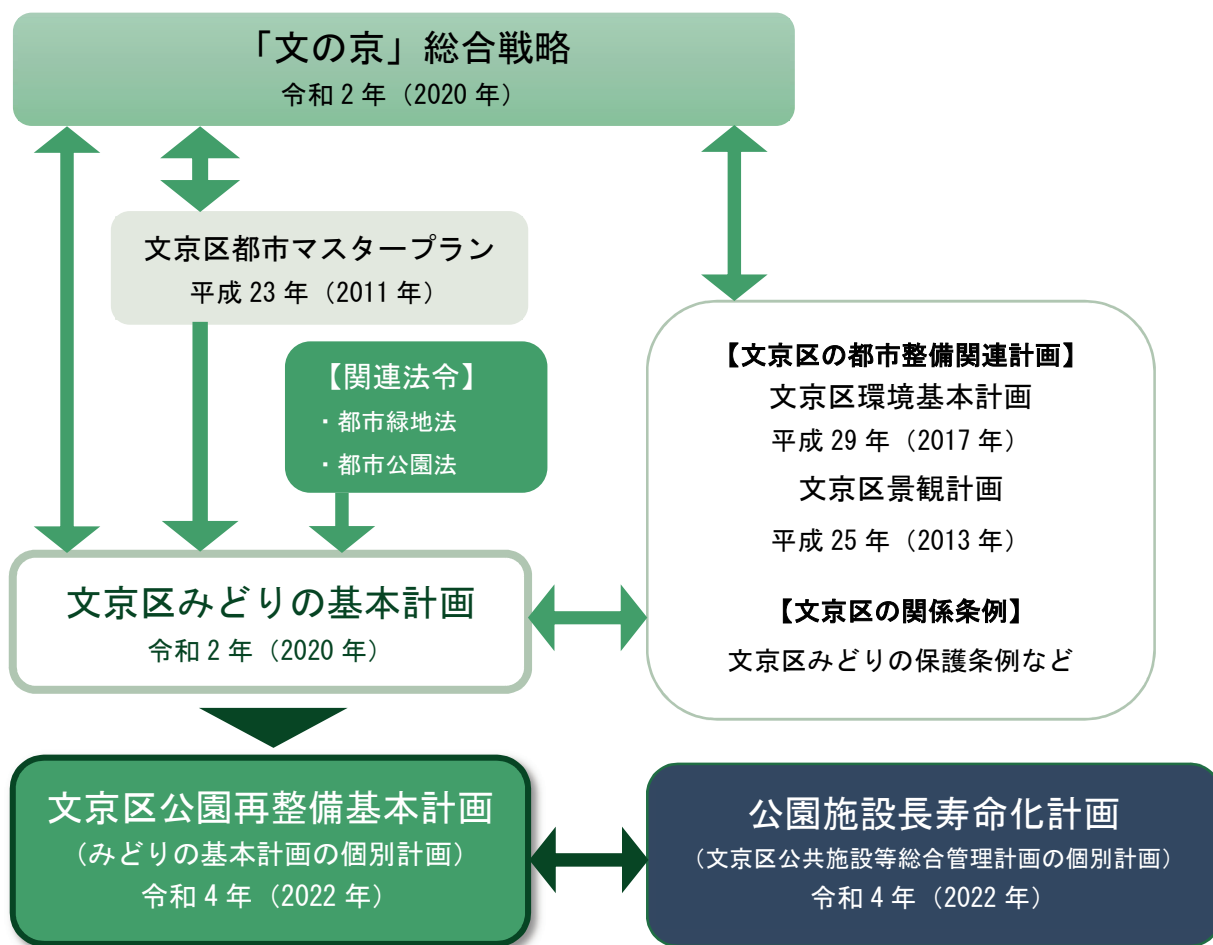 「文の京」総合戦略
令和 2 年（2020 年）
文京区都市マスタープラン
平成 23 年（2011 年）
【関連法令】
・都市緑地法
・都市公園法
【文京区の都市整備関連計画】
文京区環境基本計画
平成 29 年（2017 年）
文京区景観計画
平成 25 年（2013 年）
【文京区の関係条例】
文京区みどりの保護条例など
文京区みどりの基本計画
令和 2 年（2020 年）
文京区公園再整備基本計画
（みどりの基本計画の個別計画）
令和 4 年（2022 年）
公園施設長寿命化計画
（文京区公共施設等総合管理計画の個別計画）
令和 4 年（2022 年）